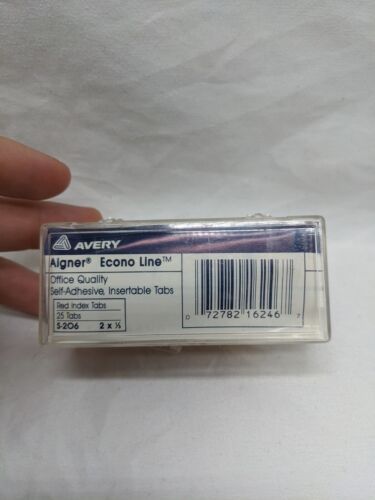 AVERY
Aigner® Econo Line™
Office Quality
Self-Adhesive, Insertable Tabs
Red Index Tabs
25 Tabs
S-206 2 x ½
0 72782 16246 7